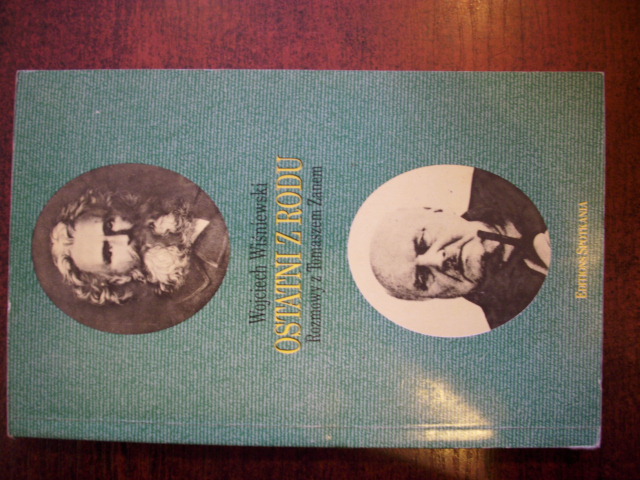 Wojciech Wiśniewski
OSTATNI Z RODU
Rozmowy z Tomaszem Zanem
EDITIONS SPOTKANIA